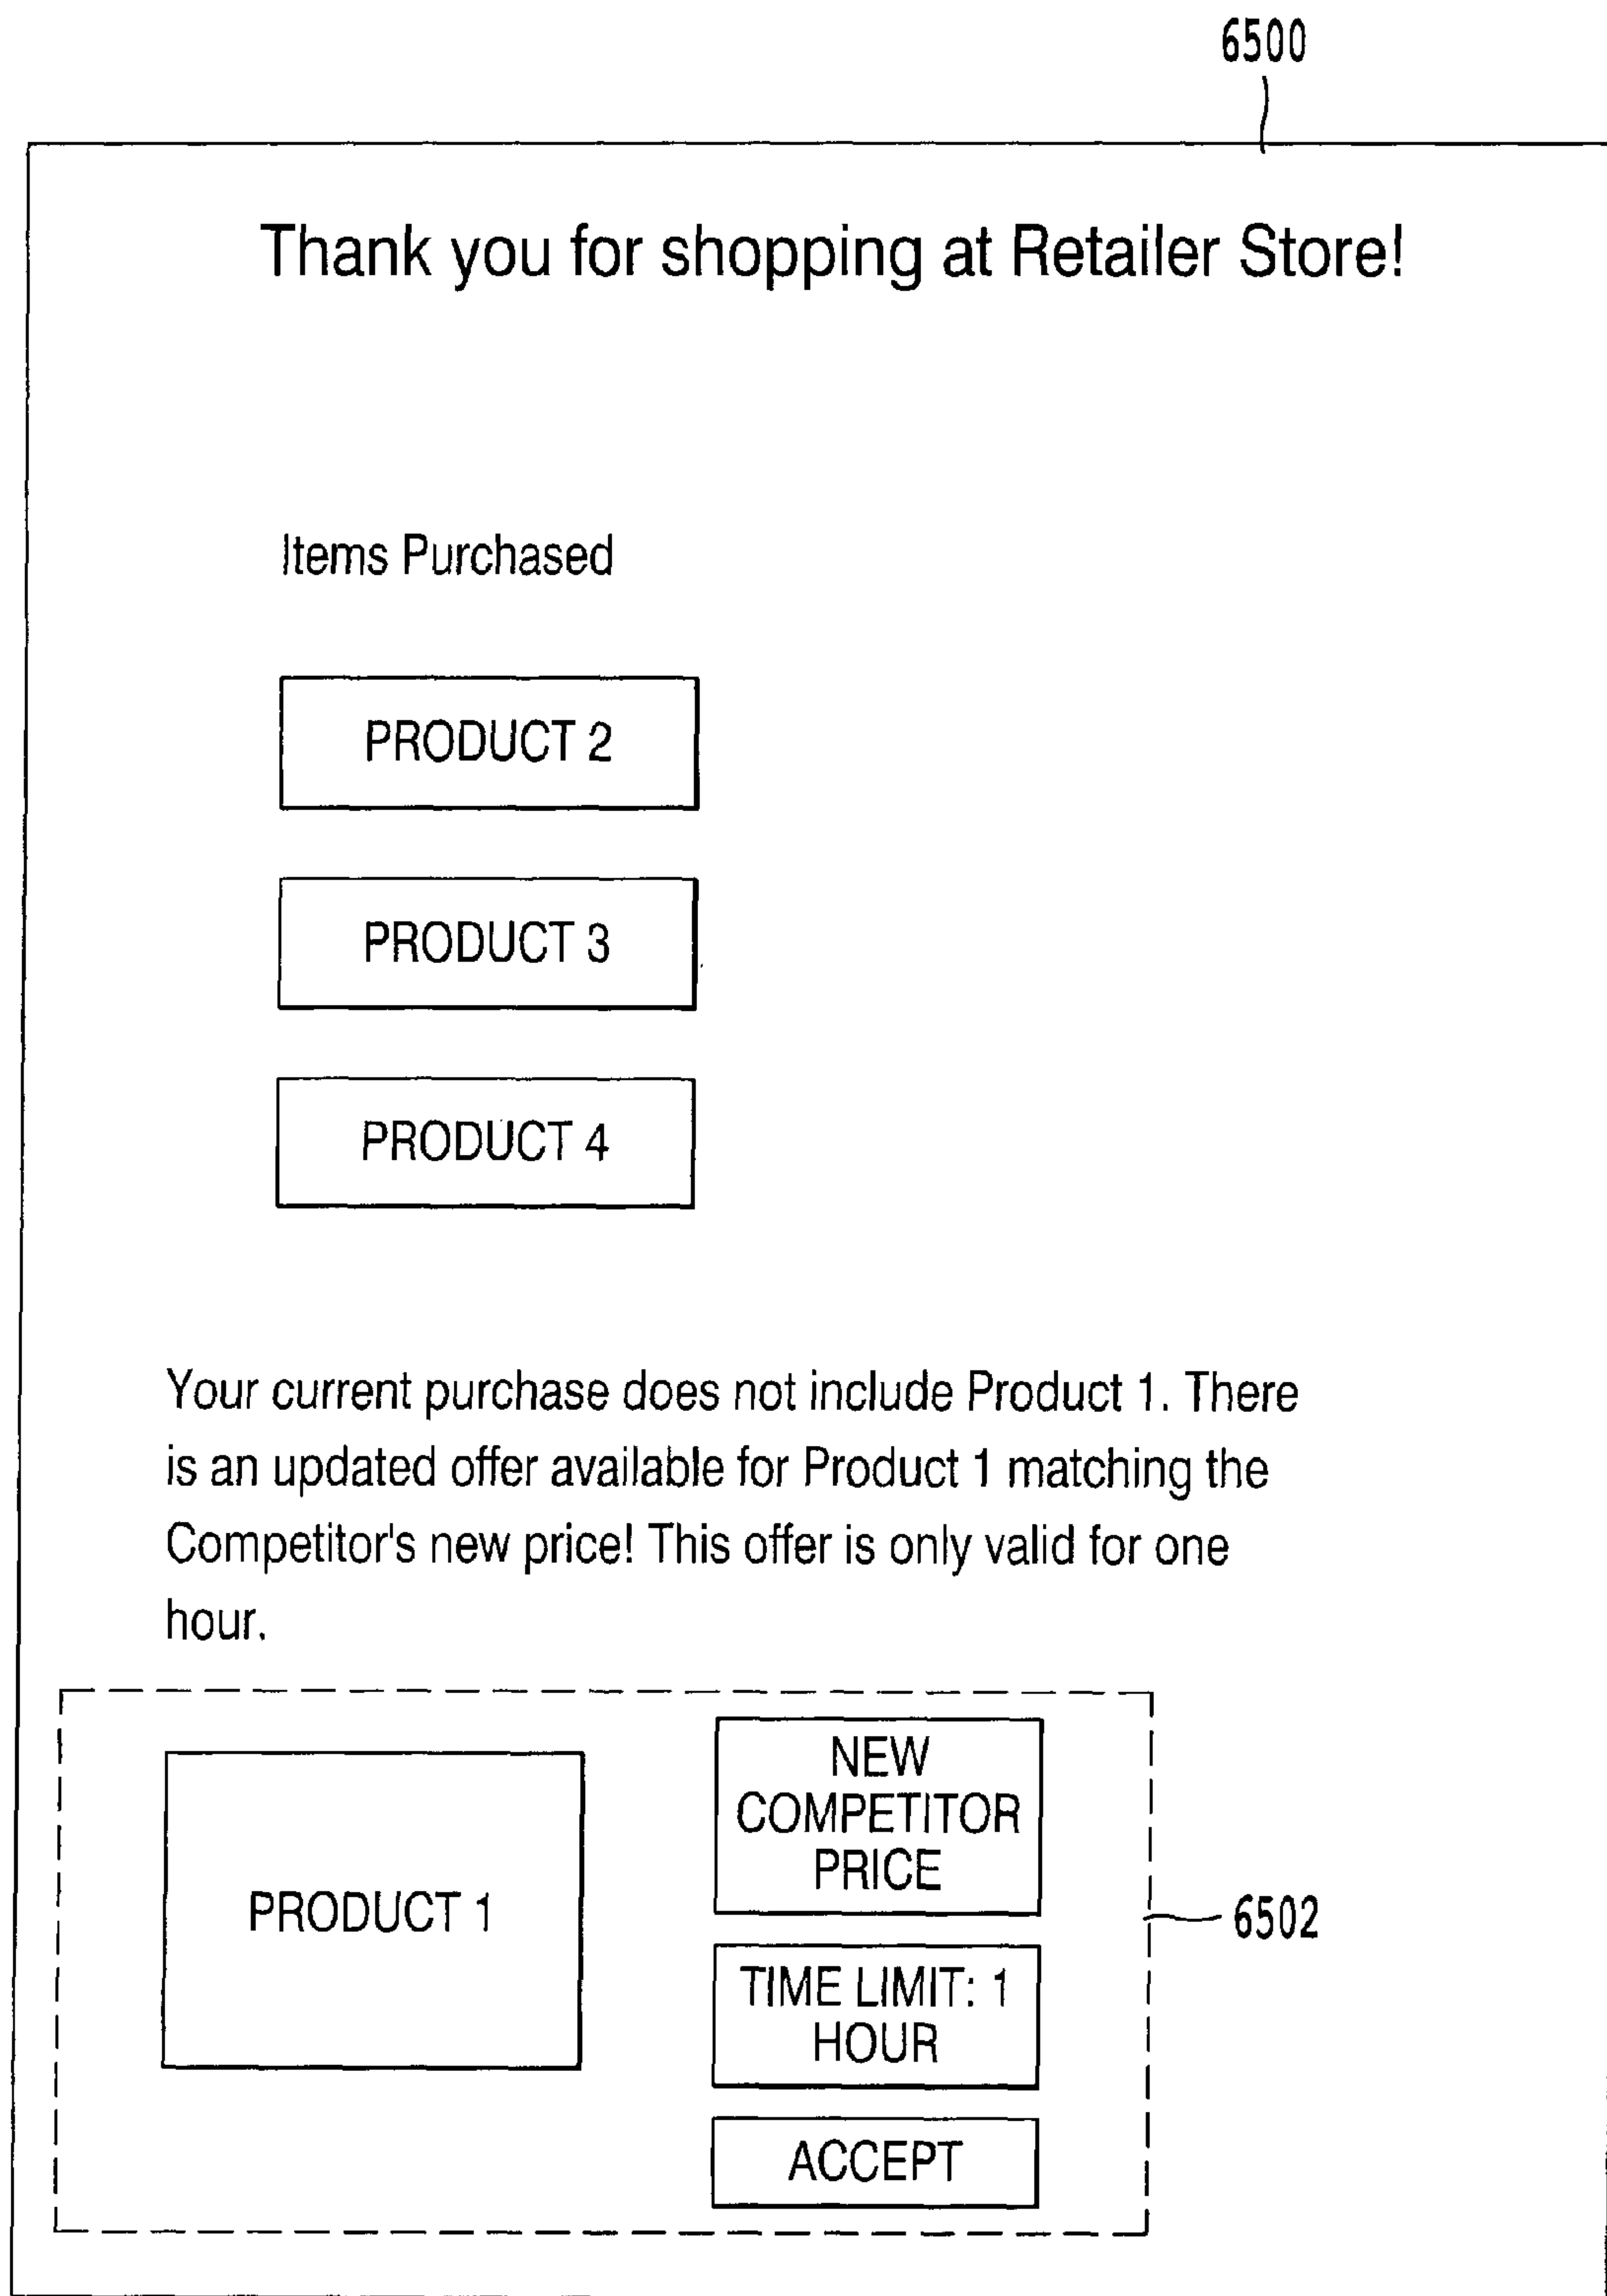 6500
Thank you for shopping at Retailer Store!
Items Purchased
PRODUCT 2
PRODUCT 3
PRODUCT 4
Your current purchase does not include Product 1. There
is an updated offer available for Product 1 matching the
Competitor's new price! This offer is only valid for one
hour.
PRODUCT 1
NEW
COMPETITOR
PRICE
TIME LIMIT: 1
HOUR
ACCEPT
6502